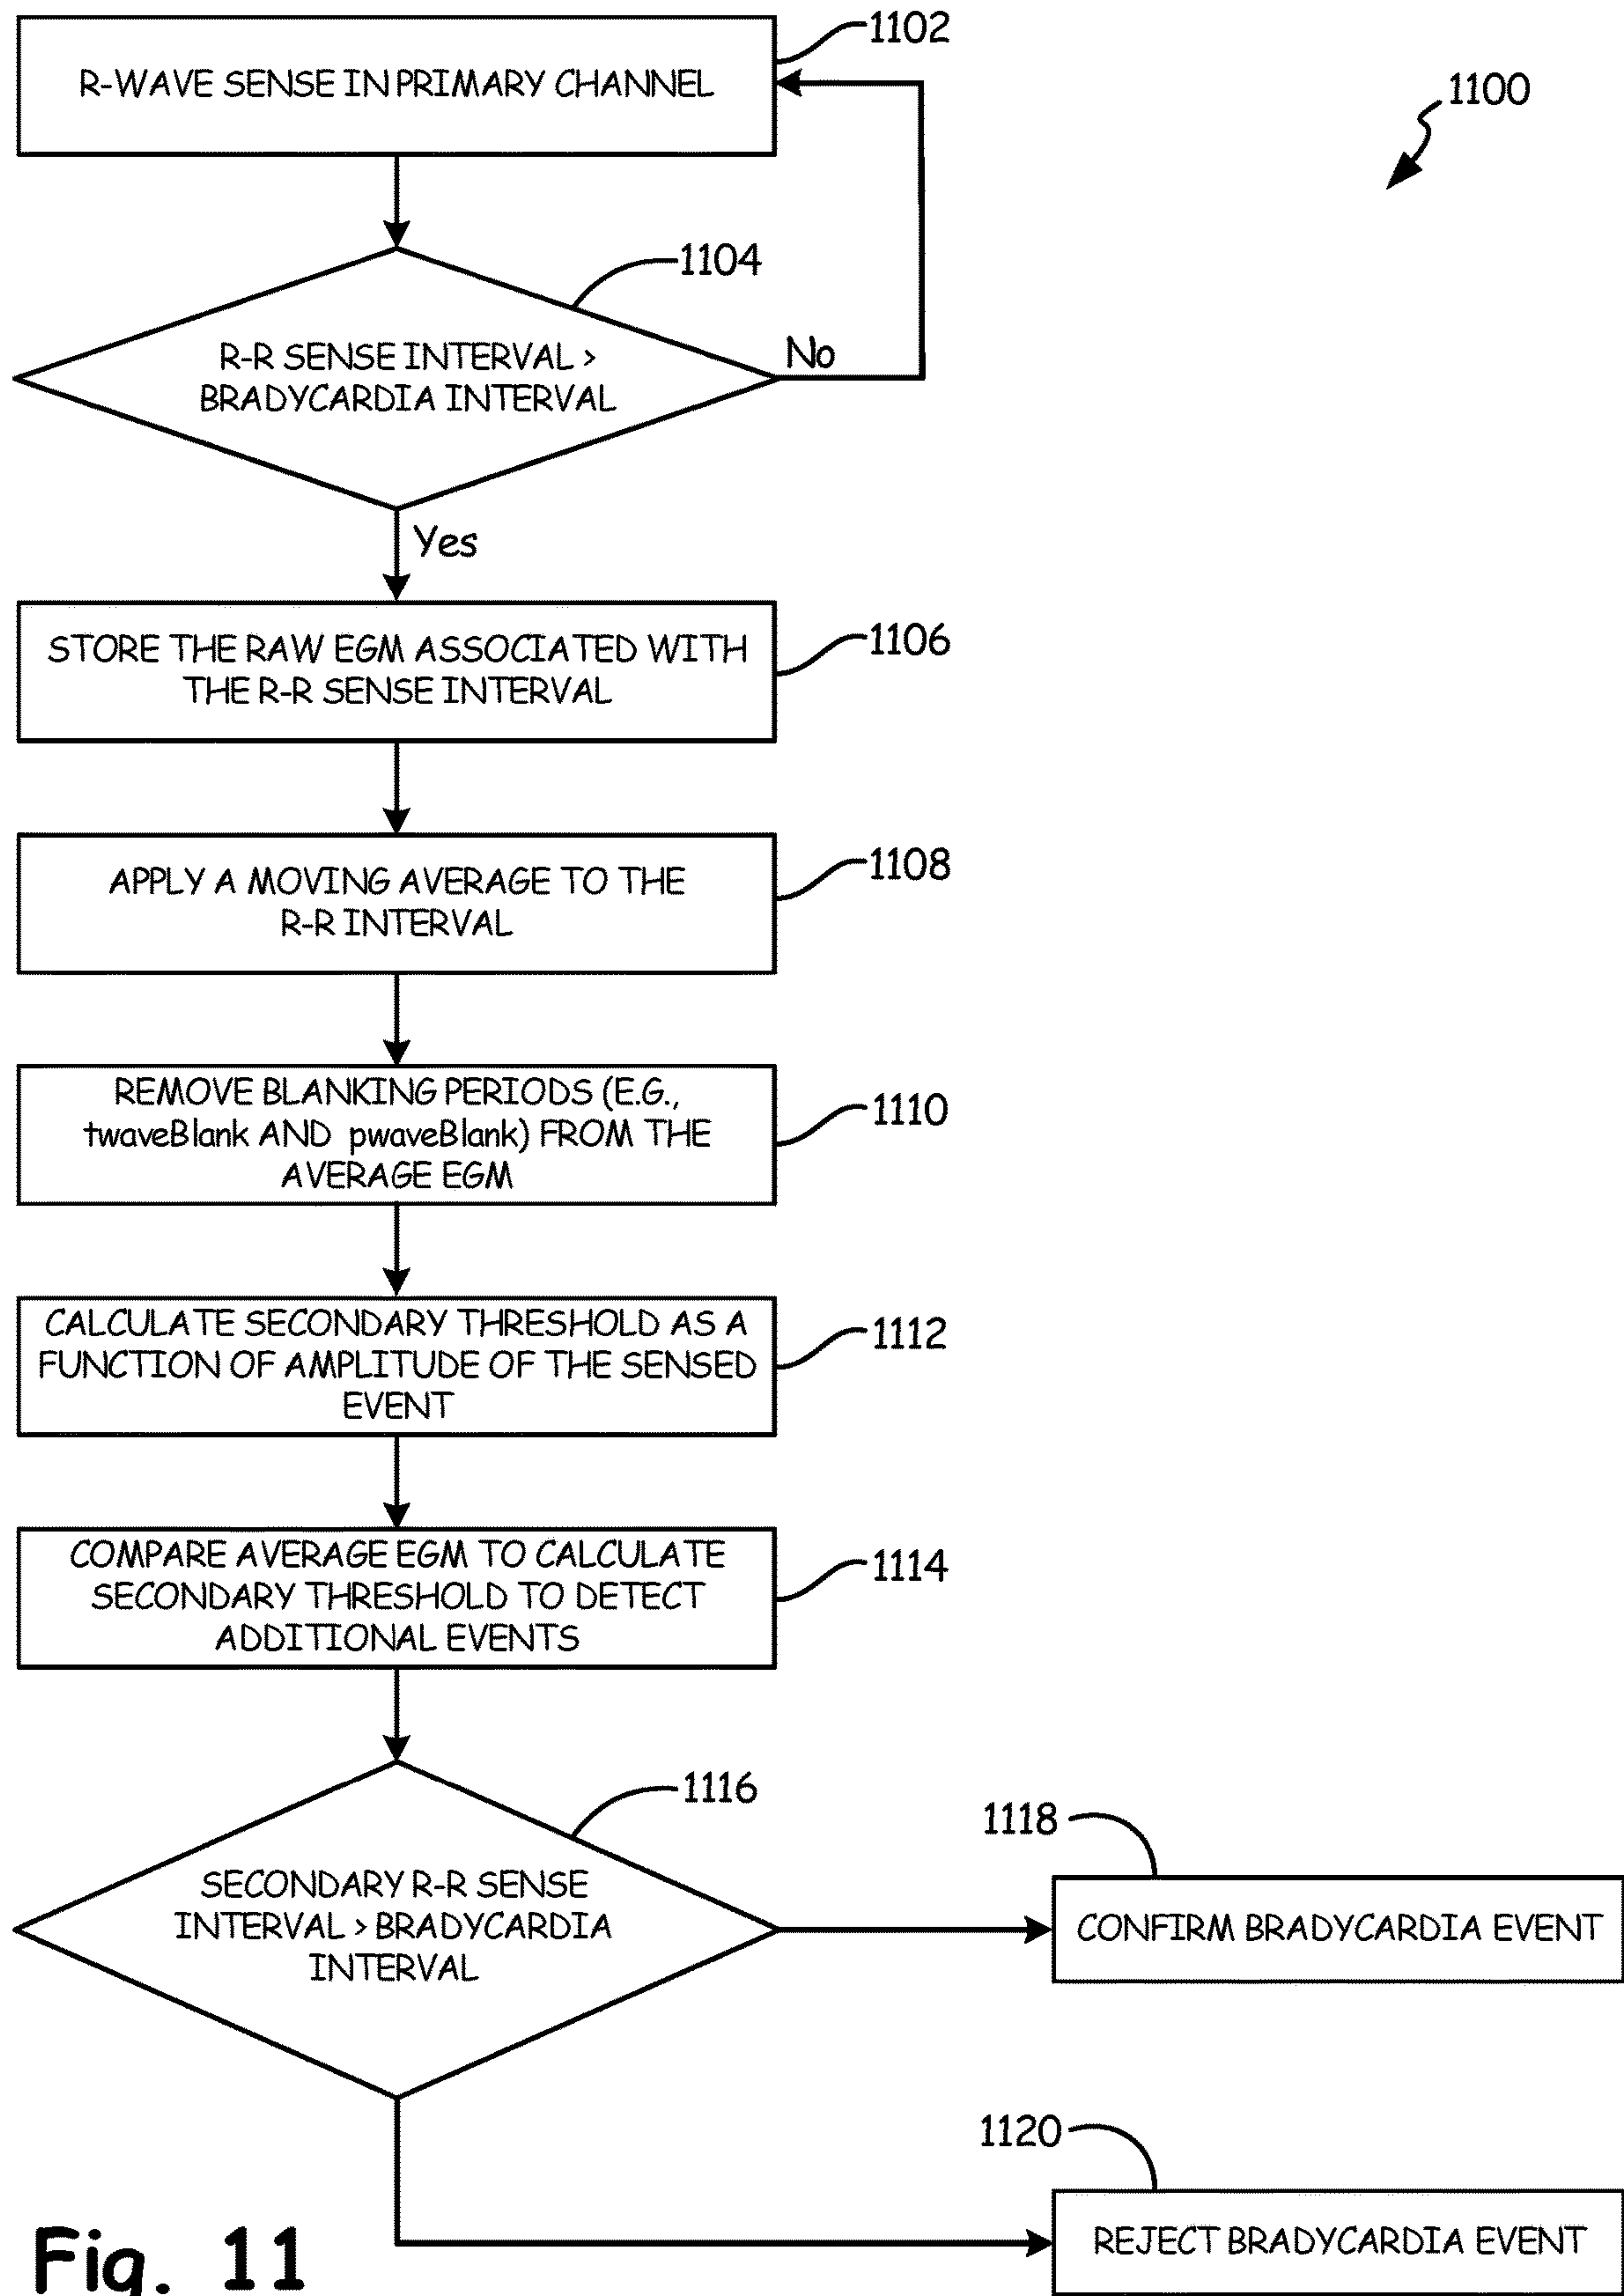 1102
R-WAVE SENSE IN PRIMARY CHANNEL
1100
1104
R-R SENSE INTERVAL >
BRADYCARDIA INTERVAL
No
Yes
STORE THE RAW EGM ASSOCIATED WITH
THE R-R SENSE INTERVAL
1106
APPLY A MOVING AVERAGE TO THE
R-R INTERVAL
1108
REMOVE BLANKING PERIODS (E.G.,
twaveBlank AND pwaveBlank) FROM THE
AVERAGE EGM
1110
CALCULATE SECONDARY THRESHOLD AS A
FUNCTION OF AMPLITUDE OF THE SENSED
EVENT
1112
COMPARE AVERAGE EGM TO CALCULATE
SECONDARY THRESHOLD TO DETECT
ADDITIONAL EVENTS
1114
1116
SECONDARY R-R SENSE
INTERVAL > BRADYCARDIA
INTERVAL
1118
CONFIRM BRADYCARDIA EVENT
1120
REJECT BRADYCARDIA EVENT
Fig. 11